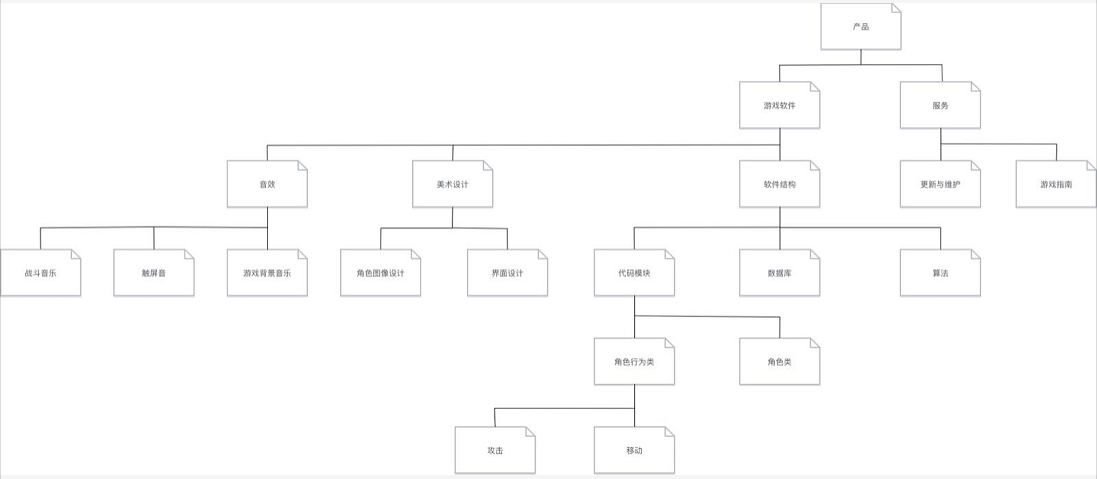 产品
游戏软件
服务
音效
美术设计
软件结构
更新与维护
游戏指南
战斗音乐
触屏音
游戏背景音乐
角色图像设计
界面设计
代码模块
数据库
算法
角色行为类
角色类
攻击
移动